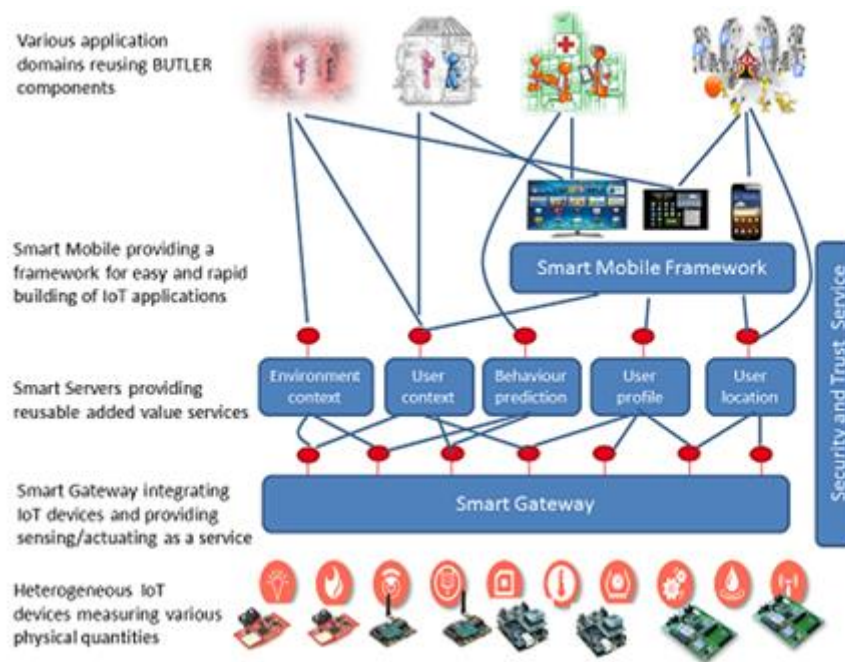 Various application
domains reusing BUTLER
components
Smart Mobile providing a
framework for easy and rapid
building of IoT applications
Smart Mobile Framework
Security and Trust Service
Environment
context
User
context
Behaviour
prediction
User
profile
User
location
Smart Servers providing
reusable added value services
Smart Gateway integrating
IoT devices and providing
sensing/actuating as a service
Smart Gateway
Heterogeneous IoT
devices measuring various
physical quantities